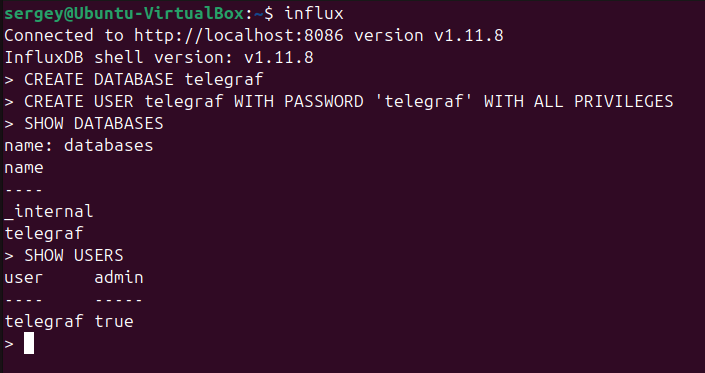 sergey@Ubuntu-VirtualBox:~$ influx
Connected to http://localhost:8086 version v1.11.8
InfluxDB shell version: v1.11.8
> CREATE DATABASE telegraf
> CREATE USER telegraf WITH PASSWORD 'telegraf' WITH ALL PRIVILEGES
> SHOW DATABASES
name: databases
name
----
_internal
telegraf
> SHOW USERS
user     admin
----     -----
telegraf true
>